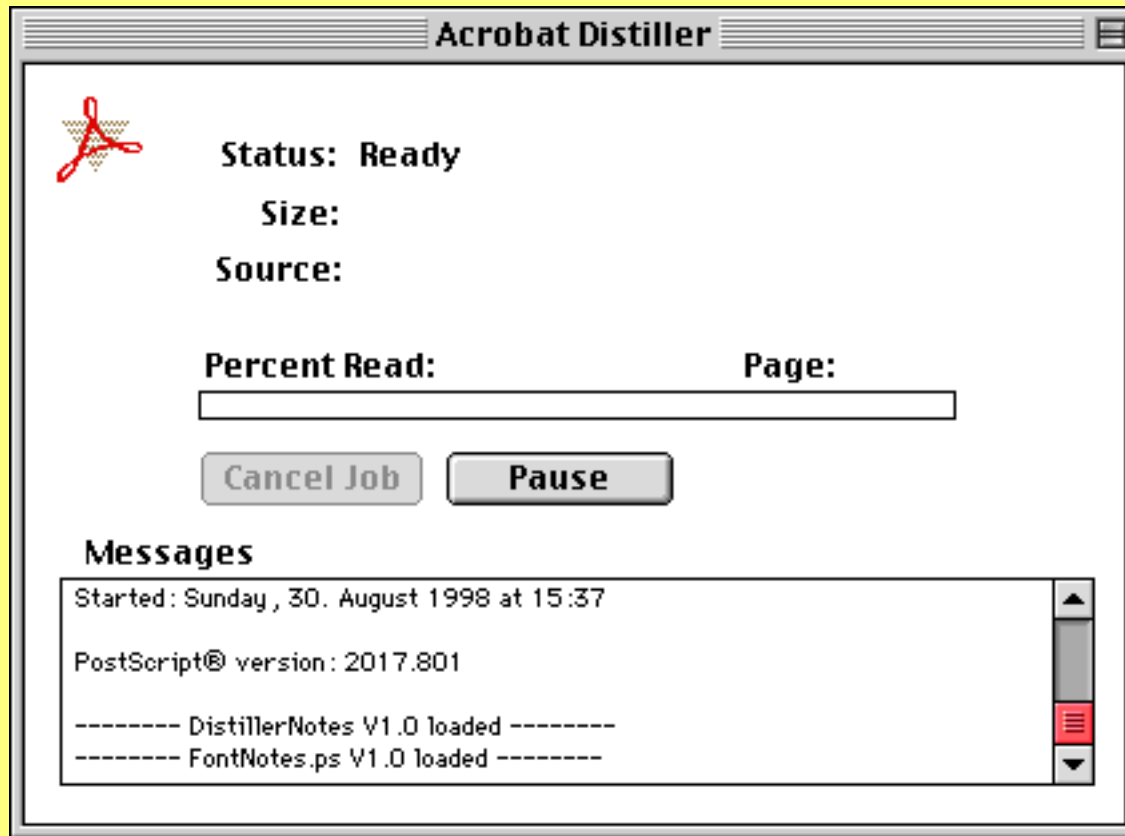 Acrobat Distiller
Status: Ready
Size:
Source:
Percent Read: Page:
Cancel Job Pause
Messages
Started: Sunday, 30. August 1998 at 15:37
PostScript® version: 2017.801
-------- DistillerNotes V1.0 loaded --------
-------- FontNotes.ps V1.0 loaded --------